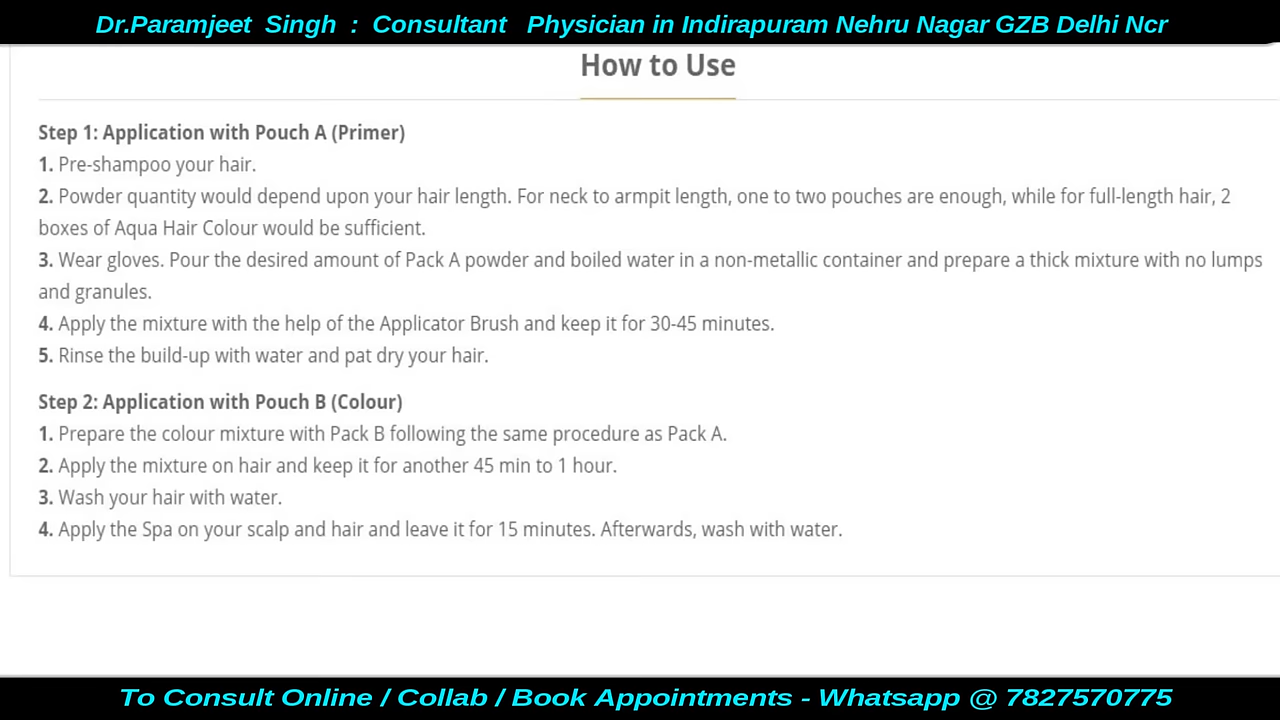 Dr.Paramjeet Singh : Consultant Physician in Indirapuram Nehru Nagar GZB Delhi Ncr
How to Use
Step 1: Application with Pouch A (Primer)
1. Pre-shampoo your hair.
2. Powder quantity would depend upon your hair length. For neck to armpit length, one to two pouches are enough, while for full-length hair, 2
boxes of Aqua Hair Colour would be sufficient.
3. Wear gloves. Pour the desired amount of Pack A powder and boiled water in a non-metallic container and prepare a thick mixture with no lumps
and granules.
4. Apply the mixture with the help of the Applicator Brush and keep it for 30-45 minutes.
5. Rinse the build-up with water and pat dry your hair.
Step 2: Application with Pouch B (Colour)
1. Prepare the colour mixture with Pack B following the same procedure as Pack A.
2. Apply the mixture on hair and keep it for another 45 min to 1 hour.
3. Wash your hair with water.
4. Apply the Spa on your scalp and hair and leave it for 15 minutes. Afterwards, wash with water.
To Consult Online / Collab / Book Appointments - Whatsapp @ 7827570775